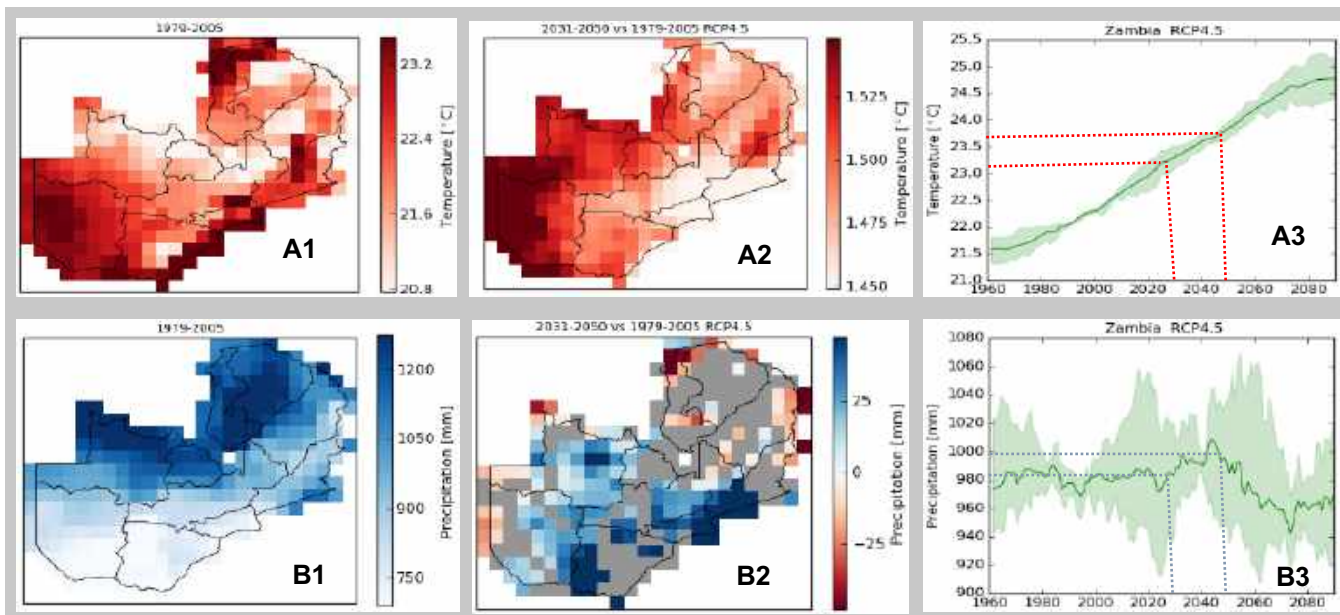 1979-2005
23.2
22.4
21.6
20.8
Temperature [°C]
A1
2031-2050 vs 1979-2005 RCP4.5
1.525
1.500
1.475
1.450
Temperature [°C]
A2
Zambia RCP4.5
25.5
25.0
24.5
24.0
23.5
23.0
22.5
22.0
21.5
21.0
Temperature [°C]
1960 1980 2000 2020 2040 2060 2080
A3
1979-2005
1200
1050
900
750
Precipitation [mm]
B1
2031-2050 vs 1979-2005 RCP4.5
25
0
−25
Precipitation [mm]
B2
Zambia RCP4.5
1080
1060
1040
1020
1000
980
960
940
920
900
Precipitation [mm]
1960 1980 2000 2020 2040 2060 2080
B3